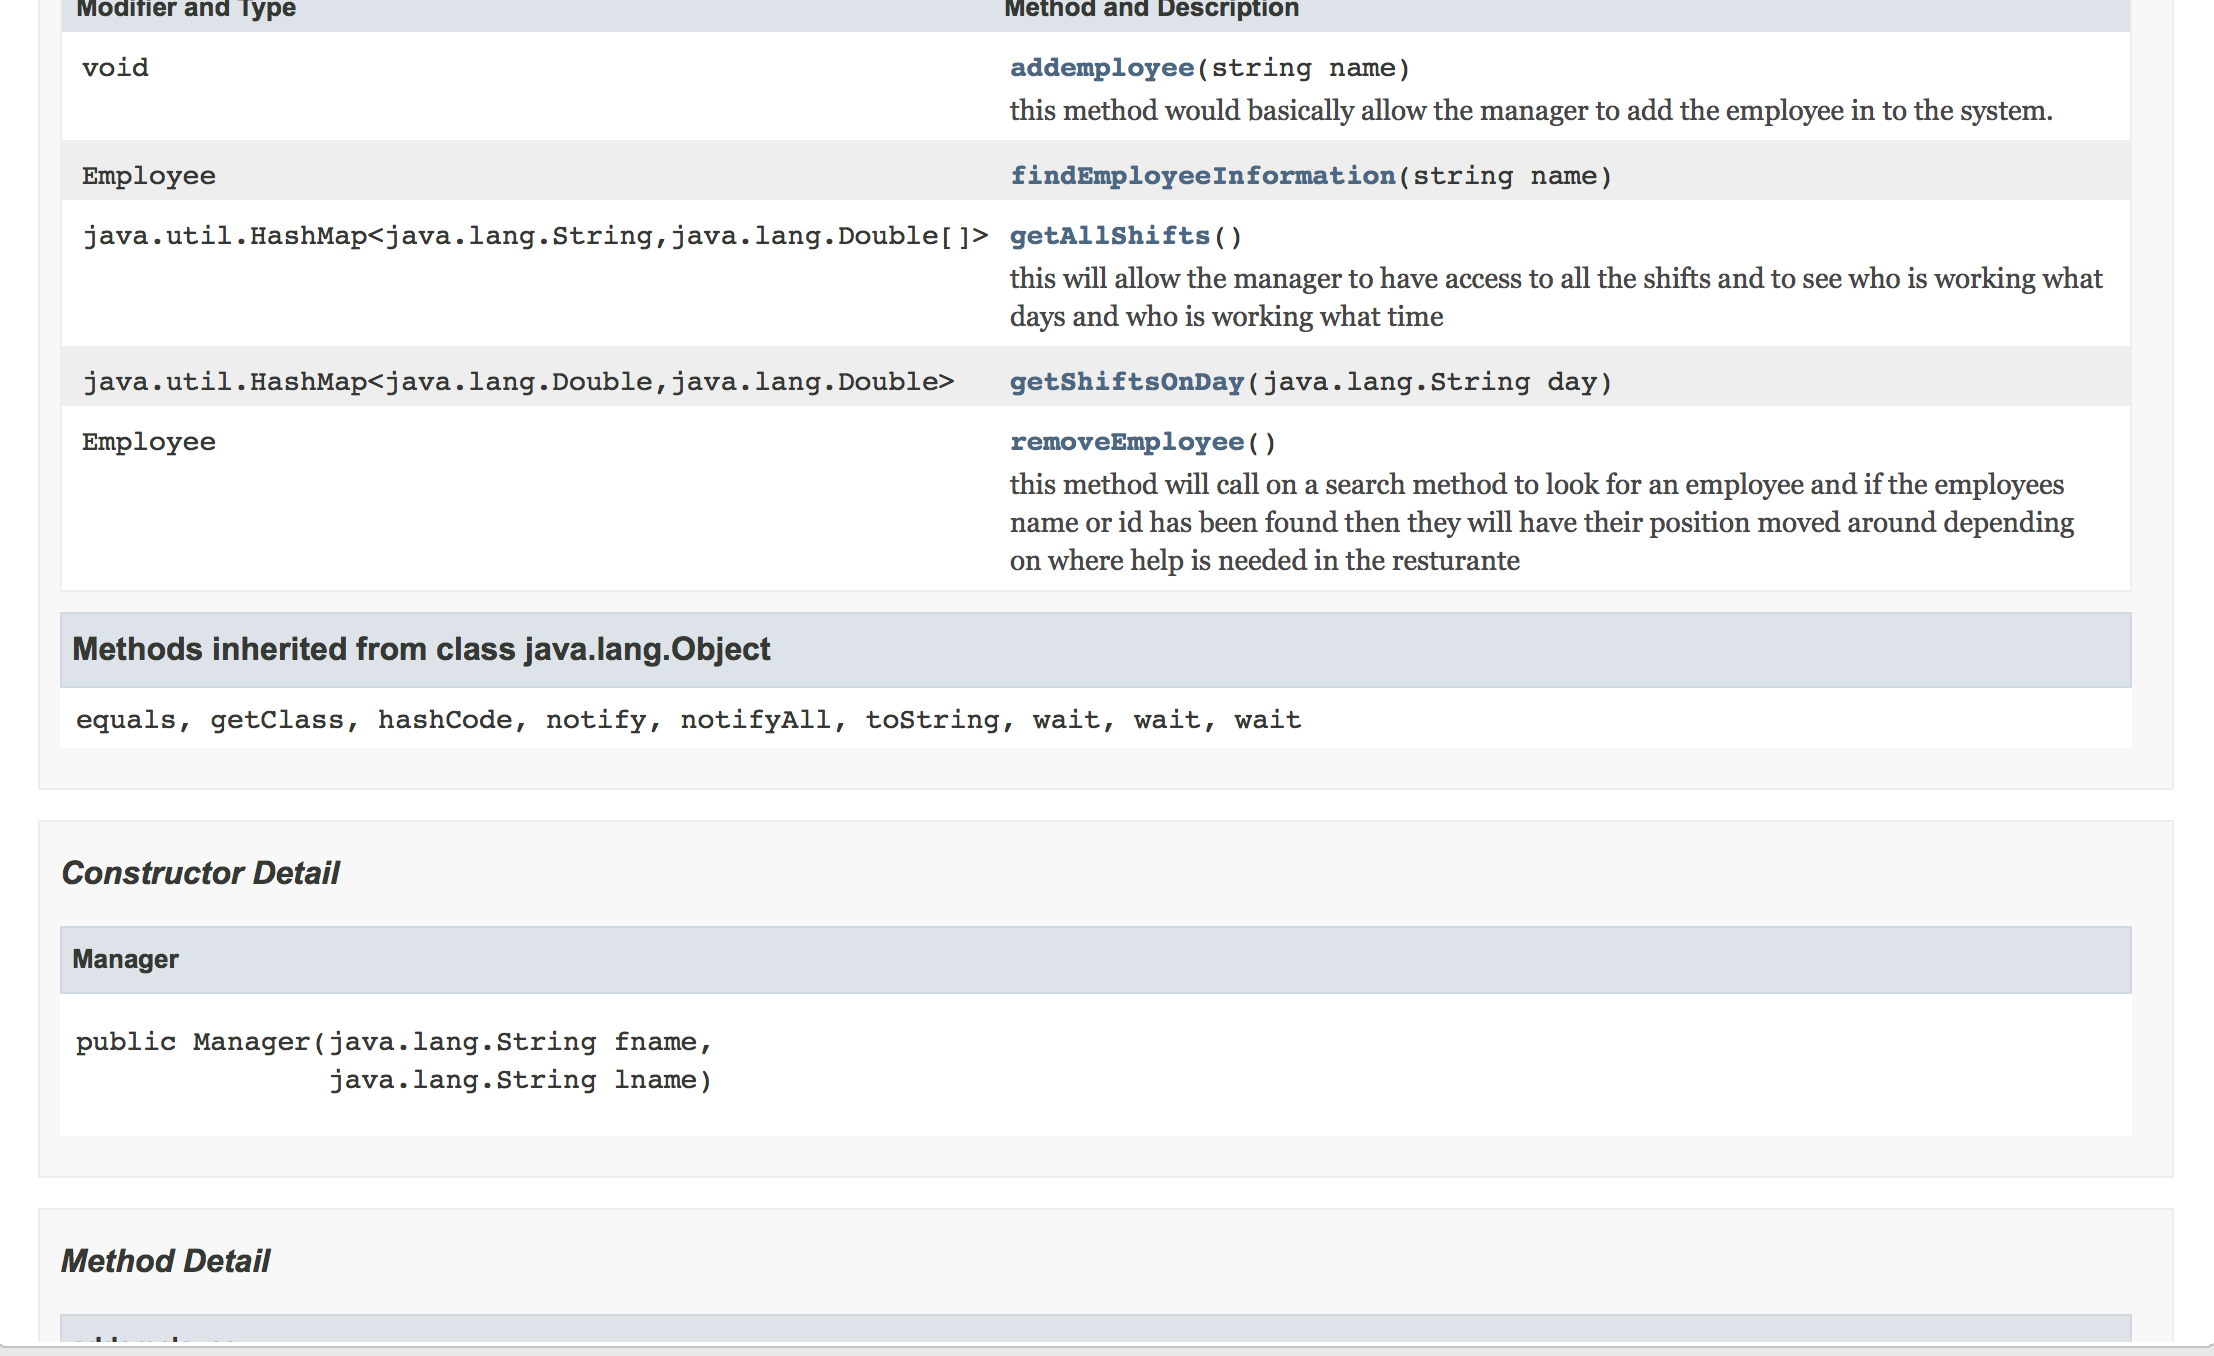 Modifier and Type Method and Description
void addemployee(string name)
this method would basically allow the manager to add the employee in to the system.
Employee findEmployeeInformation(string name)
java.util.HashMap<java.lang.String,java.lang.Double[]> getAllShifts()
this will allow the manager to have access to all the shifts and to see who is working what
days and who is working what time
java.util.HashMap<java.lang.Double,java.lang.Double> getShiftsOnDay(java.lang.String day)
Employee removeEmployee()
this method will call on a search method to look for an employee and if the employees
name or id has been found then they will have their position moved around depending
on where help is needed in the resturante
Methods inherited from class java.lang.Object
equals, getClass, hashCode, notify, notifyAll, toString, wait, wait, wait
Constructor Detail
Manager
public Manager(java.lang.String fname,
java.lang.String lname)
Method Detail